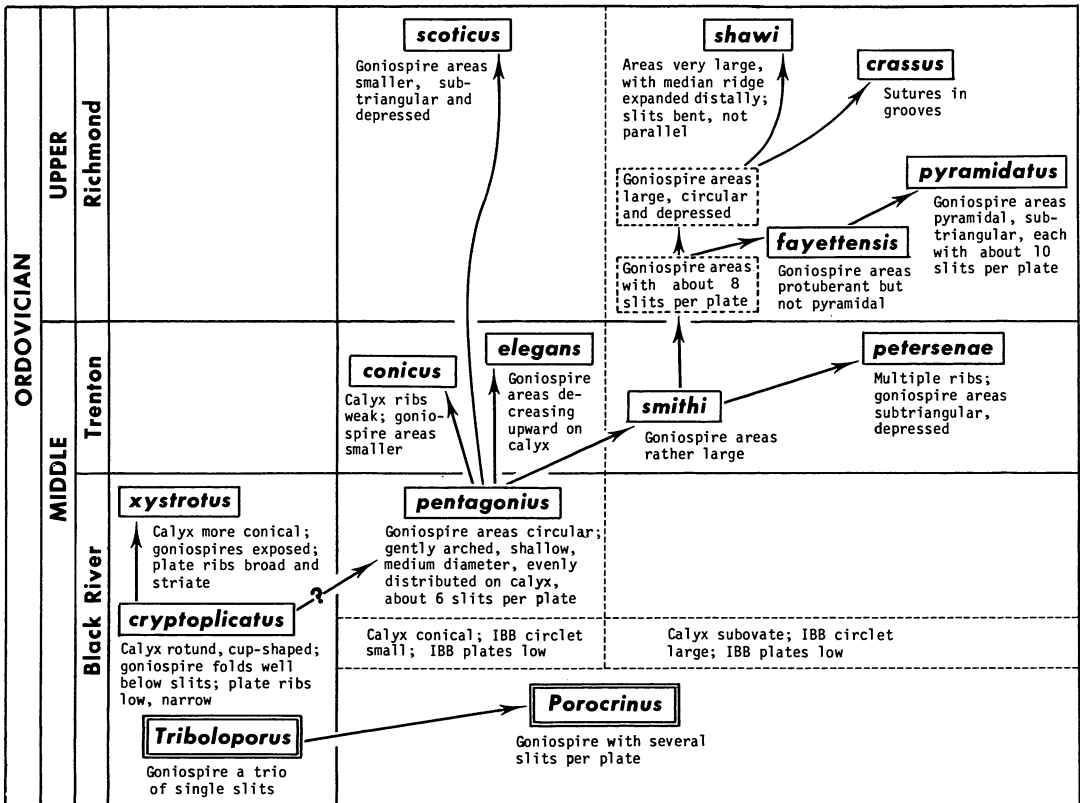 ORDOVICIAN
UPPER
MIDDLE
Richmond
Trenton
Black River
scoticus
Goniospire areas
smaller, sub-
triangular and
depressed
shawi
Areas very large,
with median ridge
expanded distally;
slits bent, not
parallel
crassus
Sutures in
grooves
Goniospire areas
large, circular
and depressed
pyramidatus
Goniospire areas
pyramidal, sub-
triangular, each
with about 10
slits per plate
fayettensis
Goniospire areas
protuberant but
not pyramidal
Goniospire areas
with about 8
slits per plate
conicus
Calyx ribs
weak; gonio-
spire areas
smaller
elegans
Goniospire
areas de-
creasing
upward on
calyx
smithi
Goniospire areas
rather large
petersenae
Multiple ribs;
goniospire areas
subtriangular,
depressed
xystrotus
Calyx more conical;
goniospires exposed;
plate ribs broad and
striate
pentagonius
Goniospire areas circular;
gently arched, shallow,
medium diameter, evenly
distributed on calyx,
about 6 slits per plate
?
cryptoplicatus
Calyx rotund, cup-shaped;
goniospire folds well
below slits; plate ribs
low, narrow
Calyx conical; IBB circlet
small; IBB plates low
Calyx subovate; IBB circlet
large; IBB plates low
Triboloporus
Goniospire a trio
of single slits
Porocrinus
Goniospire with several
slits per plate